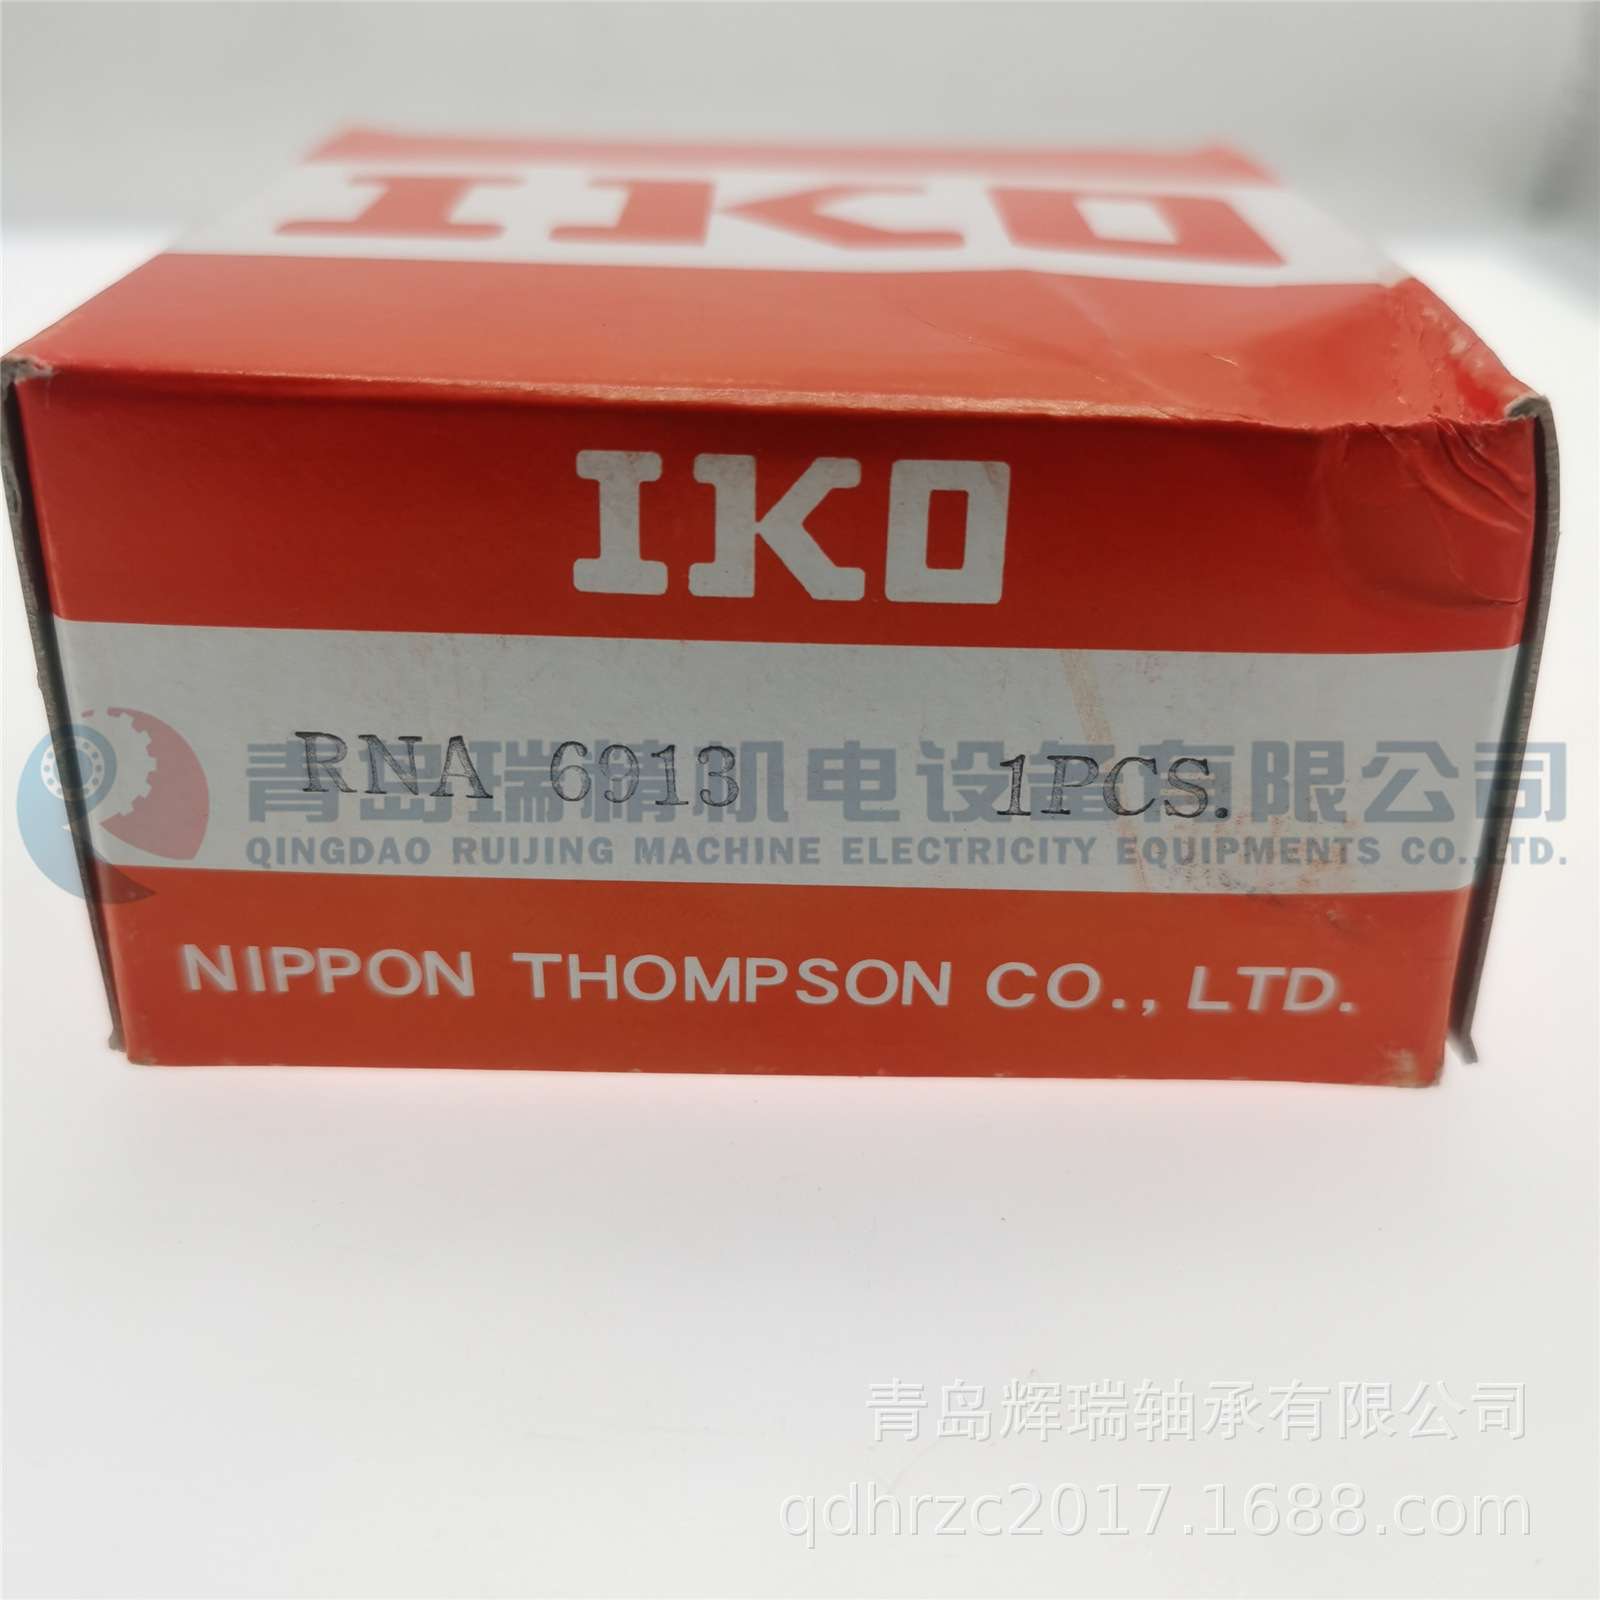 IKO
IKO
RNA 6913 1PCS.
青岛瑞精机电设备有限公司
QINGDAO RUIJING MACHINE ELECTRICITY EQUIPMENTS CO.,LTD.
NIPPON THOMPSON CO., LTD.
青岛辉瑞轴承有限公司
qdhrzc2017.1688.com